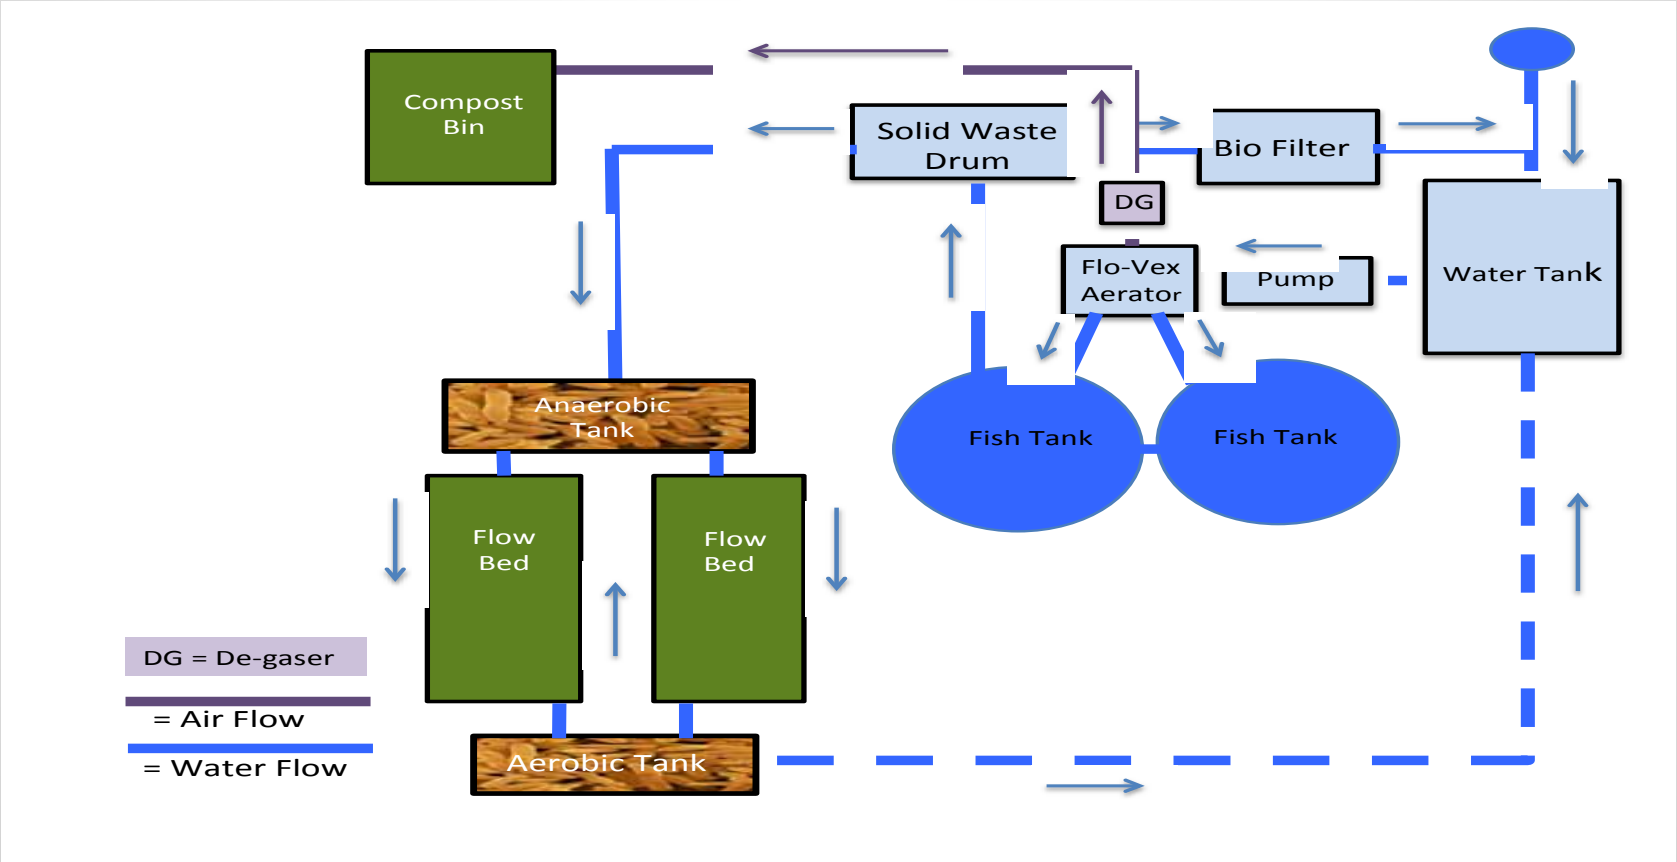 Compost
Bin
Solid Waste
Drum
Bio Filter
DG
Flo-Vex
Aerator
Pump
Water Tank
Anaerobic
Tank
Fish Tank
Fish Tank
Flow
Bed
Flow
Bed
DG = De-gaser
= Air Flow
= Water Flow
Aerobic Tank